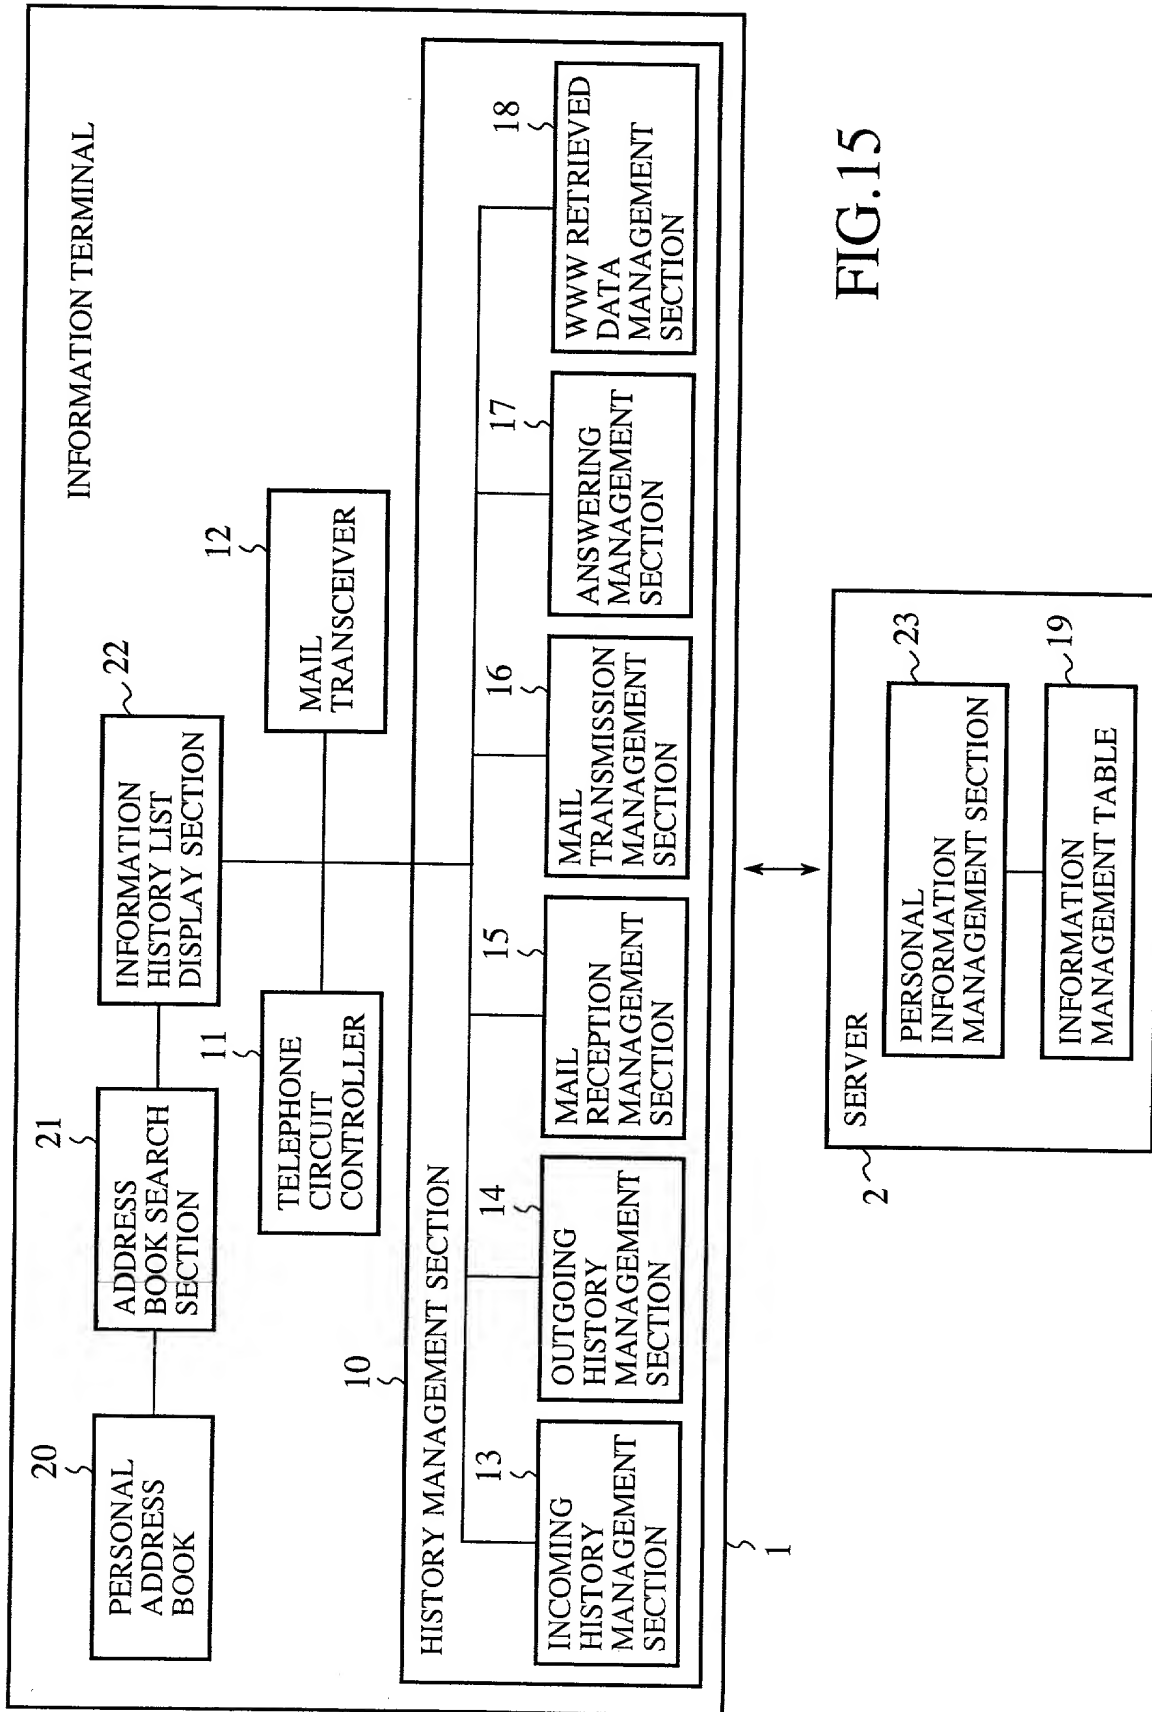 INFORMATION TERMINAL
20
PERSONAL
ADDRESS
BOOK
21
ADDRESS
BOOK SEARCH
SECTION
22
INFORMATION
HISTORY LIST
DISPLAY SECTION
11
TELEPHONE
CIRCUIT
CONTROLLER
12
MAIL
TRANSCEIVER
10
HISTORY MANAGEMENT SECTION
13
INCOMING
HISTORY
MANAGEMENT
SECTION
14
OUTGOING
HISTORY
MANAGEMENT
SECTION
15
MAIL
RECEPTION
MANAGEMENT
SECTION
16
MAIL
TRANSMISSION
MANAGEMENT
SECTION
17
ANSWERING
MANAGEMENT
SECTION
18
WWW RETRIEVED
DATA
MANAGEMENT
SECTION
1
2
SERVER
23
PERSONAL
INFORMATION
MANAGEMENT SECTION
19
INFORMATION
MANAGEMENT TABLE
FIG.15